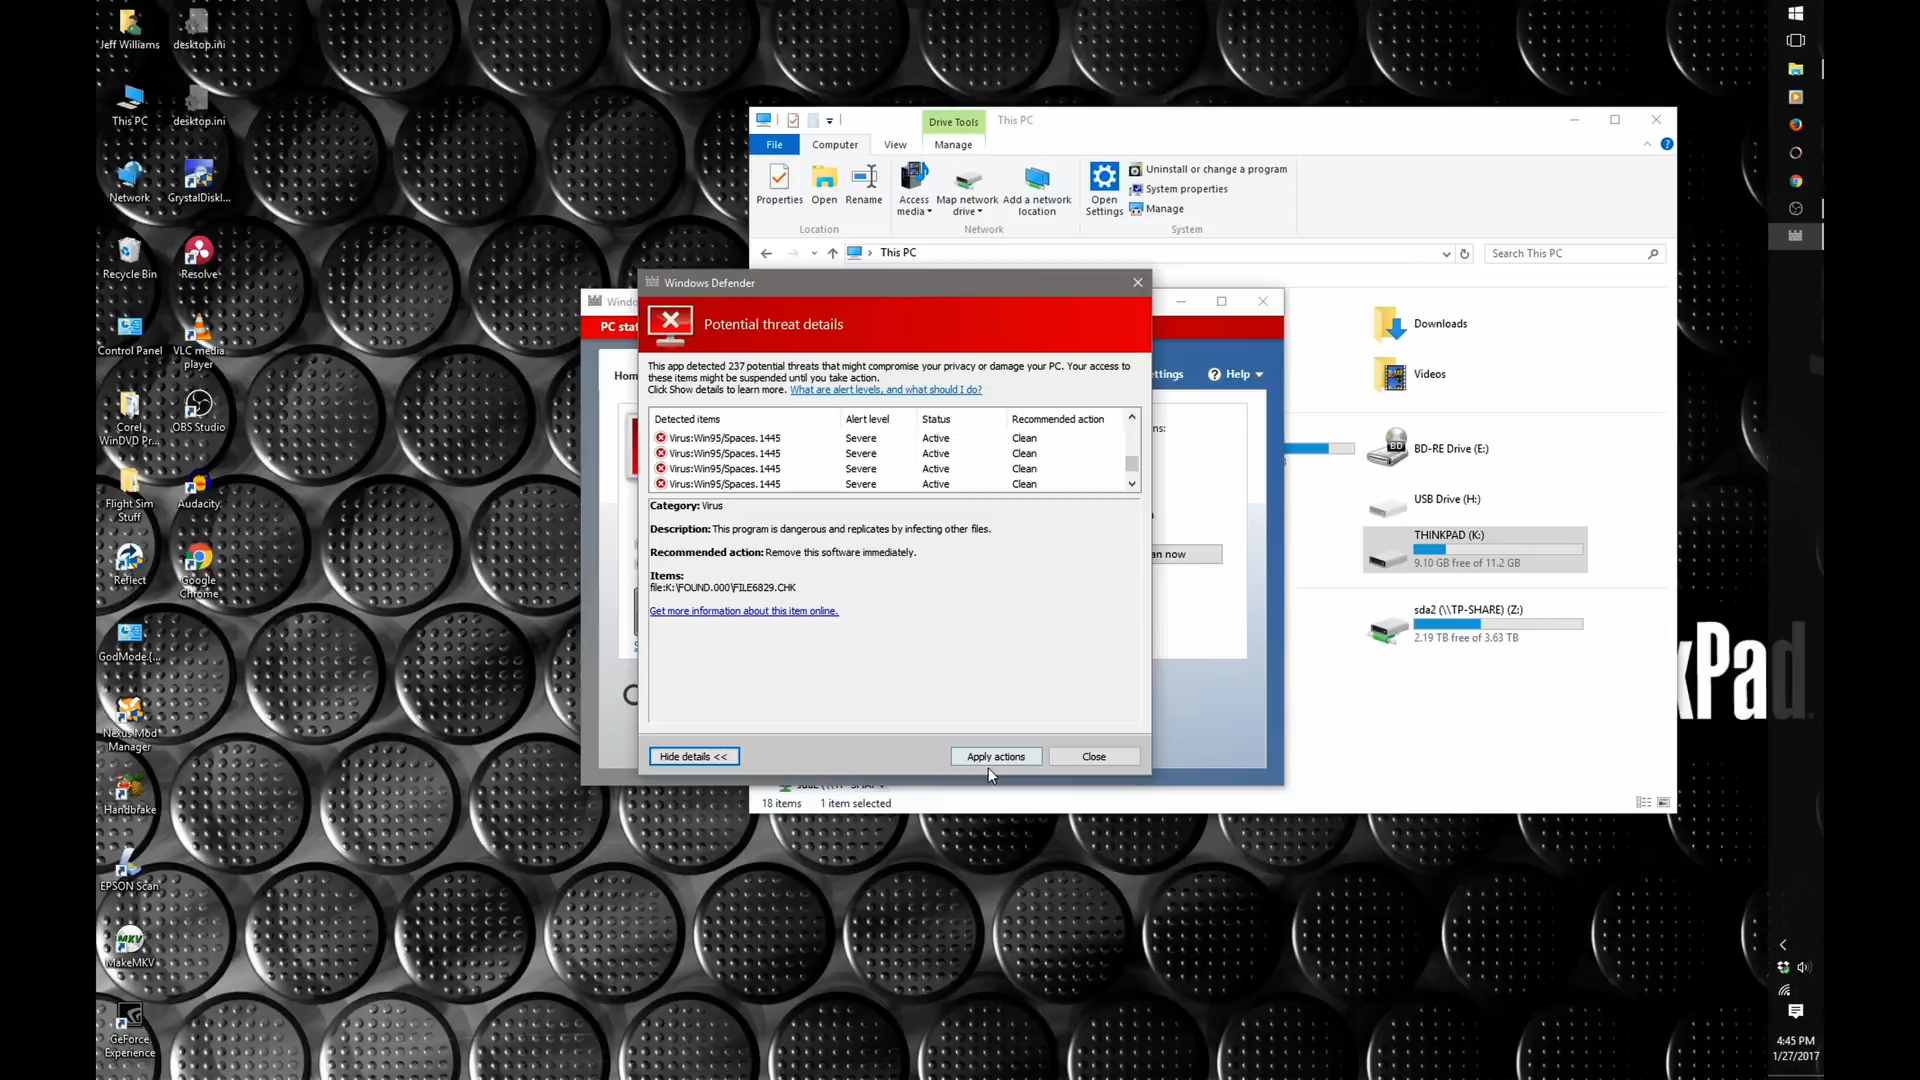 Jeff Williams
desktop.ini
This PC
desktop.ini
Network
GrystalDiskI...
Recycle Bin
Resolve
Control Panel
VLC media
player
Corel
WinDVD Pr...
OBS Studio
Flight Sim
Stuff
Audacity
Reflect
Google
Chrome
GodMode.{...
Nexus Mod
Manager
Handbrake
EPSON Scan
MKV
MakeMKV
GeForce
Experience
Drive Tools
This PC
File
Computer
View
Manage
Properties
Open
Rename
Access
media
Map network
drive
Add a network
location
Open
Settings
Uninstall or change a program
System properties
Manage
Location
Network
System
This PC
Search This PC
Downloads
Videos
BD
BD-RE Drive (E:)
USB Drive (H:)
THINKPAD (K:)
9.10 GB free of 11.2 GB
sda2 (\\TP-SHARE) (Z:)
2.19 TB free of 3.63 TB
18 items
1 item selected
Windo
PC stat
Hom
ttings
Help
ns:
an now
Windows Defender
Potential threat details
This app detected 237 potential threats that might compromise your privacy or damage your PC. Your access to
these items might be suspended until you take action.
Click Show details to learn more. What are alert levels, and what should I do?
Detected items Alert level Status Recommended action
Virus:Win95/Spaces.1445 Severe Active Clean
Virus:Win95/Spaces.1445 Severe Active Clean
Virus:Win95/Spaces.1445 Severe Active Clean
Virus:Win95/Spaces.1445 Severe Active Clean
Category: Virus
Description: This program is dangerous and replicates by infecting other files.
Recommended action: Remove this software immediately.
Items:
file:K:\FOUND.000\FILE6829.CHK
Get more information about this item online.
Hide details <<
Apply actions
Close
kPad
4:45 PM
1/27/2017